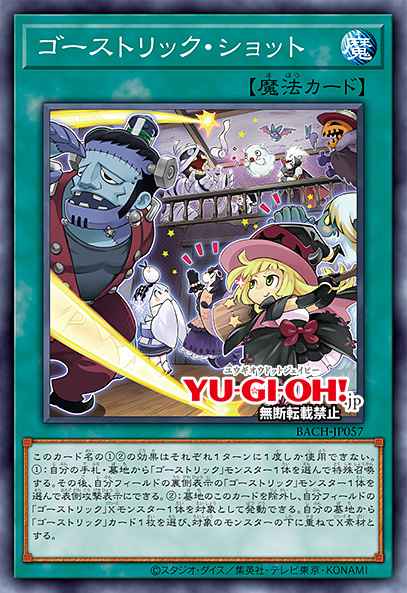 ゴーストリック・ショット
魔
【魔法カード】
まほう
エックギオウドットジェイピー
YU-GI-OH!.jp
無断転載禁止
BACH-JP057
このカード名の①②の効果はそれぞれ1ターンに1度しか使用できない。
①:自分の手札・墓地から「ゴーストリック」モンスター1体を選んで特殊召喚
する。その後、自分フィールドの裏側表示の「ゴーストリック」モンスター1体
を選んで表側攻撃表示にできる。②:墓地のこのカードを除外し、自分フィールドの
「ゴーストリック」Xモンスター1体を対象として発動できる。自分の墓地から
「ゴーストリック」カード1枚を選び、対象のモンスターの下に重ねてX素材と
する。
©スタジオ・ダイス/集英社・テレビ東京・KONAMI